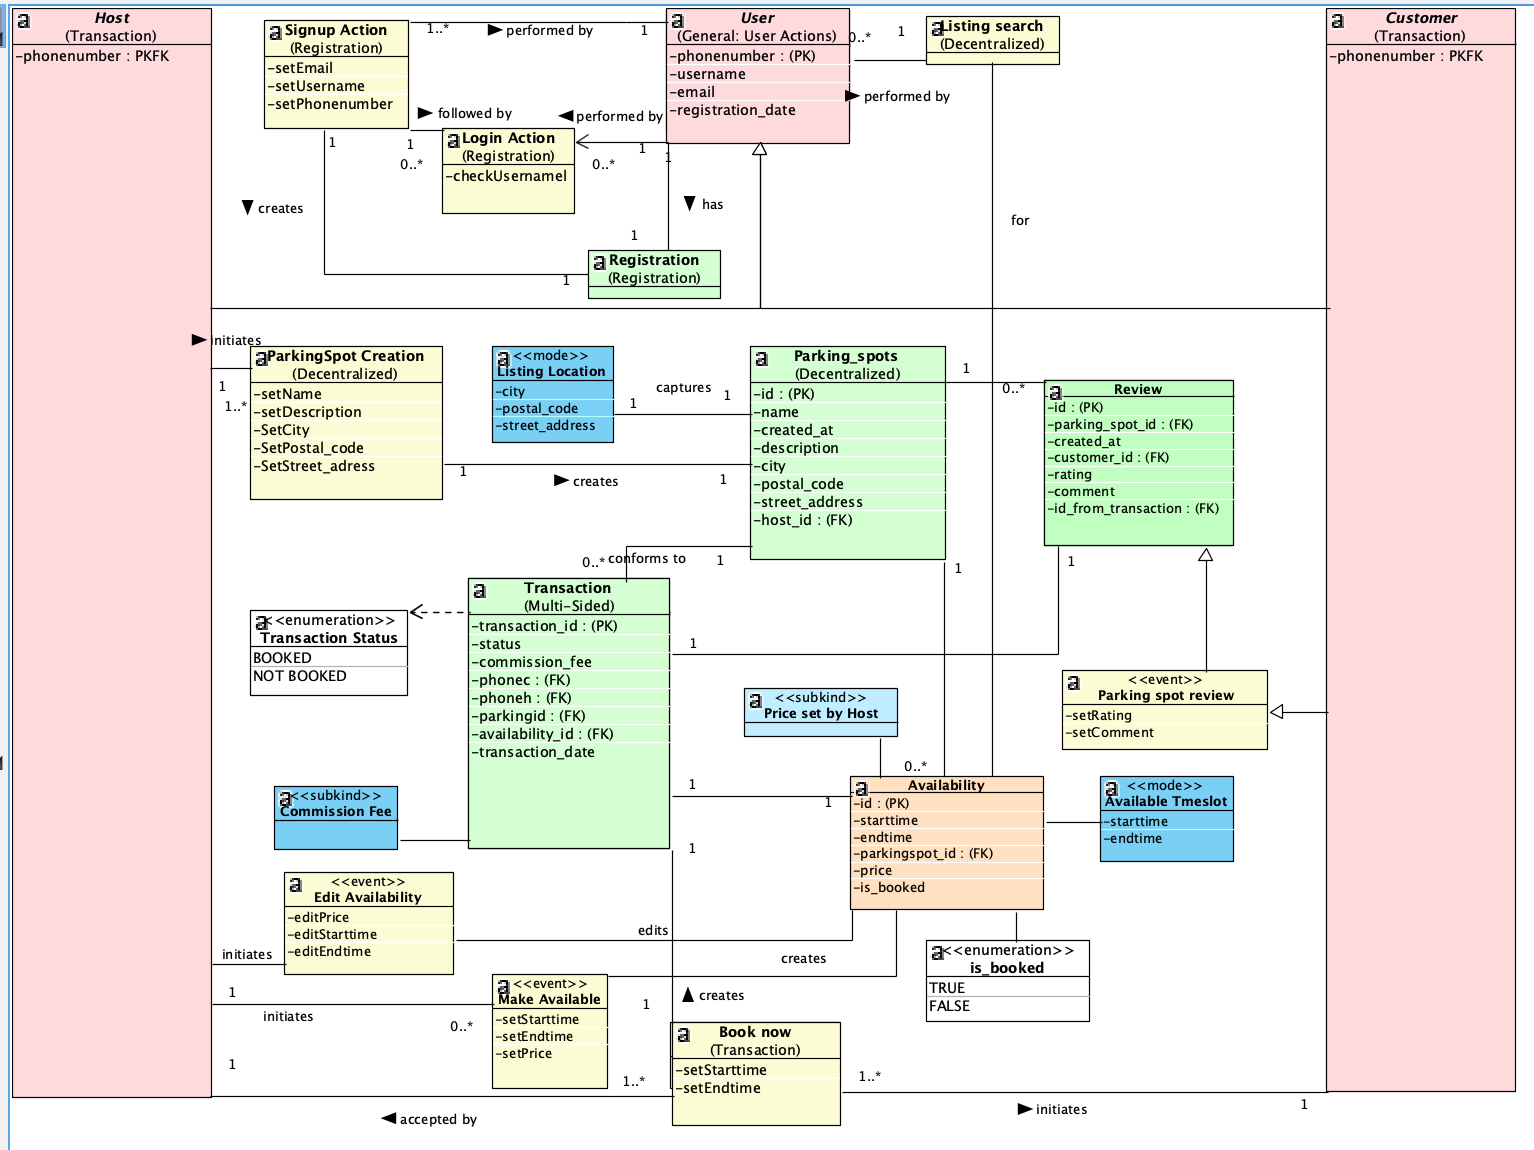 Host
(Transaction)
-phonenumber : PKFK
Signup Action
(Registration)
-setEmail
-setUsername
-setPhonenumber
1..*
performed by
1
User
(General: User Actions)
-phonenumber : (PK)
-username
-email
-registration_date
0..*
1
Listing search
(Decentralized)
performed by
Customer
(Transaction)
-phonenumber : PKFK
followed by
performed by
1
0..*
Login Action
(Registration)
-checkUsernamel
0..*
1
1
1
creates
has
for
1
1
Registration
(Registration)
initiates
1
1..*
ParkingSpot Creation
(Decentralized)
-setName
-setDescription
-SetCity
-SetPostal_code
-SetStreet_adress
<<mode>>
Listing Location
-city
-postal_code
-street_address
captures
1
1
1
creates
1
Parking_spots
(Decentralized)
-id : (PK)
-name
-created_at
-description
-city
-postal_code
-street_address
-host_id : (FK)
1
0..*
Review
-id : (PK)
-parking_spot_id : (FK)
-created_at
-customer_id : (FK)
-rating
-comment
-id_from_transaction : (FK)
0..*
conforms to
1
1
1
Transaction
(Multi-Sided)
-transaction_id : (PK)
-status
-commission_fee
-phonec : (FK)
-phoneh : (FK)
-parkingid : (FK)
-availability_id : (FK)
-transaction_date
<<enumeration>>
Transaction Status
BOOKED
NOT BOOKED
1
<<subkind>>
Price set by Host
<<event>>
Parking spot review
-setRating
-setComment
0..*
1
1
Availability
-id : (PK)
-starttime
-endtime
-parkingspot_id : (FK)
-price
-is_booked
<<mode>>
Available Tmeslot
-starttime
-endtime
<<subkind>>
Commission Fee
1
<<event>>
Edit Availability
-editPrice
-editStarttime
-editEndtime
edits
initiates
creates
<<enumeration>>
is_booked
TRUE
FALSE
1
initiates
0..*
<<event>>
Make Available
-setStarttime
-setEndtime
-setPrice
1
creates
Book now
(Transaction)
-setStarttime
-setEndtime
1
1..*
1..*
accepted by
initiates
1